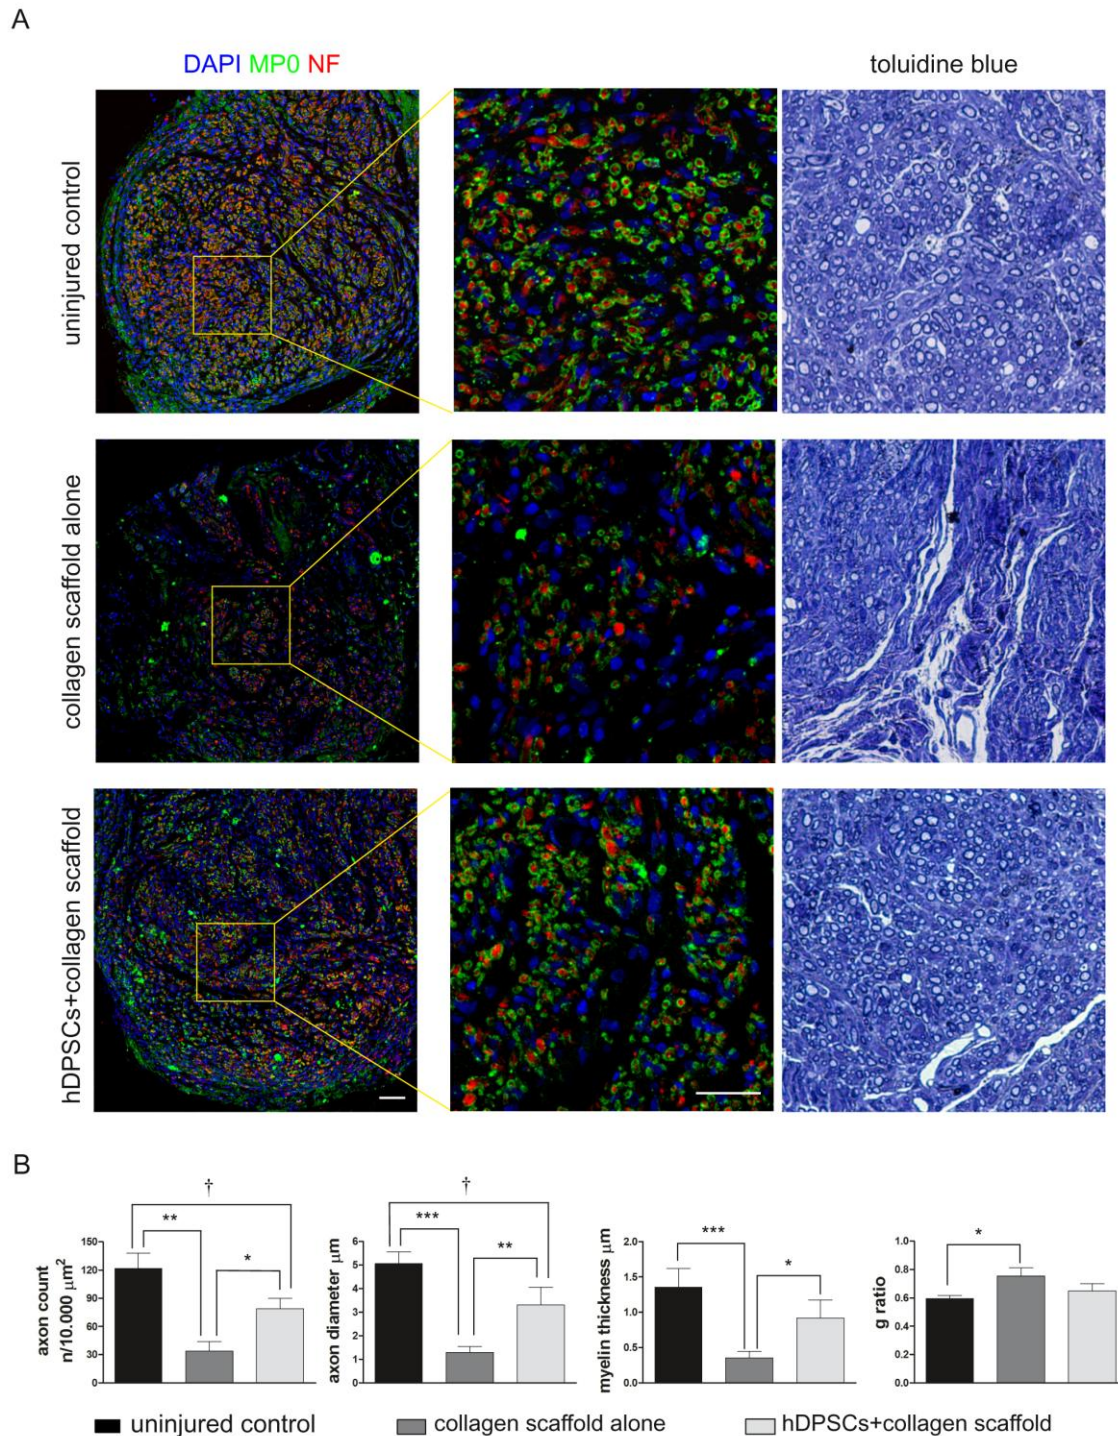 A
DAPI MP0 NF
toluidine blue
uninjured control
collagen scaffold alone
hDPSCs+collagen scaffold
B
axon count
n/10.000 μm²
120
90
60
30
0
**
*
†
axon diameter μm
6
5
4
3
2
1
0
***
**
†
myelin thickness μm
2.0
1.5
1.0
0.5
0.0
***
*
g ratio
1.0
0.8
0.6
0.4
0.2
0.0
*
uninjured control
collagen scaffold alone
hDPSCs+collagen scaffold